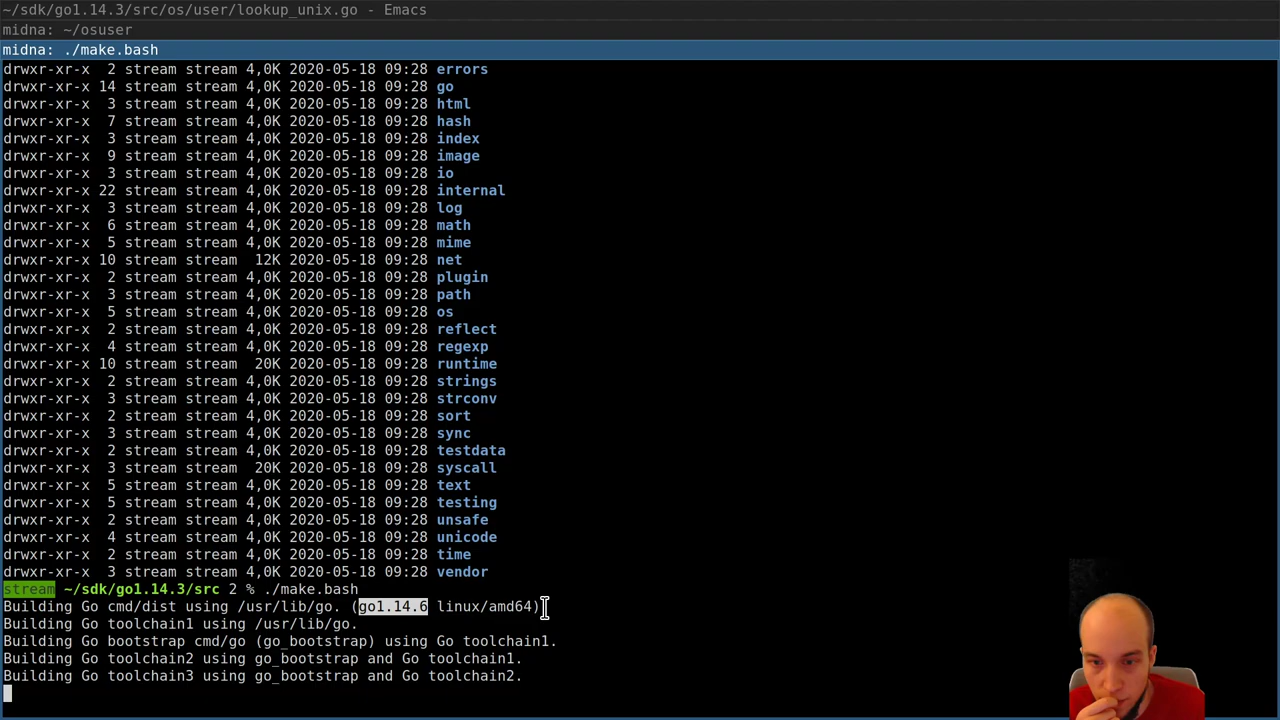 ~/sdk/go1.14.3/src/os/user/lookup_unix.go - Emacs
midna: ~/osuser
midna: ./make.bash
drwxr-xr-x  2 stream stream 4,0K 2020-05-18 09:28 errors
drwxr-xr-x 14 stream stream 4,0K 2020-05-18 09:28 go
drwxr-xr-x  3 stream stream 4,0K 2020-05-18 09:28 html
drwxr-xr-x  7 stream stream 4,0K 2020-05-18 09:28 hash
drwxr-xr-x  3 stream stream 4,0K 2020-05-18 09:28 index
drwxr-xr-x  9 stream stream 4,0K 2020-05-18 09:28 image
drwxr-xr-x  3 stream stream 4,0K 2020-05-18 09:28 io
drwxr-xr-x 22 stream stream 4,0K 2020-05-18 09:28 internal
drwxr-xr-x  3 stream stream 4,0K 2020-05-18 09:28 log
drwxr-xr-x  6 stream stream 4,0K 2020-05-18 09:28 math
drwxr-xr-x  5 stream stream 4,0K 2020-05-18 09:28 mime
drwxr-xr-x 10 stream stream  12K 2020-05-18 09:28 net
drwxr-xr-x  2 stream stream 4,0K 2020-05-18 09:28 plugin
drwxr-xr-x  3 stream stream 4,0K 2020-05-18 09:28 path
drwxr-xr-x  5 stream stream 4,0K 2020-05-18 09:28 os
drwxr-xr-x  2 stream stream 4,0K 2020-05-18 09:28 reflect
drwxr-xr-x  4 stream stream 4,0K 2020-05-18 09:28 regexp
drwxr-xr-x 10 stream stream  20K 2020-05-18 09:28 runtime
drwxr-xr-x  2 stream stream 4,0K 2020-05-18 09:28 strings
drwxr-xr-x  3 stream stream 4,0K 2020-05-18 09:28 strconv
drwxr-xr-x  2 stream stream 4,0K 2020-05-18 09:28 sort
drwxr-xr-x  3 stream stream 4,0K 2020-05-18 09:28 sync
drwxr-xr-x  2 stream stream 4,0K 2020-05-18 09:28 testdata
drwxr-xr-x  3 stream stream  20K 2020-05-18 09:28 syscall
drwxr-xr-x  5 stream stream 4,0K 2020-05-18 09:28 text
drwxr-xr-x  5 stream stream 4,0K 2020-05-18 09:28 testing
drwxr-xr-x  2 stream stream 4,0K 2020-05-18 09:28 unsafe
drwxr-xr-x  4 stream stream 4,0K 2020-05-18 09:28 unicode
drwxr-xr-x  2 stream stream 4,0K 2020-05-18 09:28 time
drwxr-xr-x  3 stream stream 4,0K 2020-05-18 09:28 vendor
stream ~/sdk/go1.14.3/src 2 % ./make.bash
Building Go cmd/dist using /usr/lib/go. (go1.14.6 linux/amd64)
Building Go toolchain1 using /usr/lib/go.
Building Go bootstrap cmd/go (go_bootstrap) using Go toolchain1.
Building Go toolchain2 using go_bootstrap and Go toolchain1.
Building Go toolchain3 using go_bootstrap and Go toolchain2.